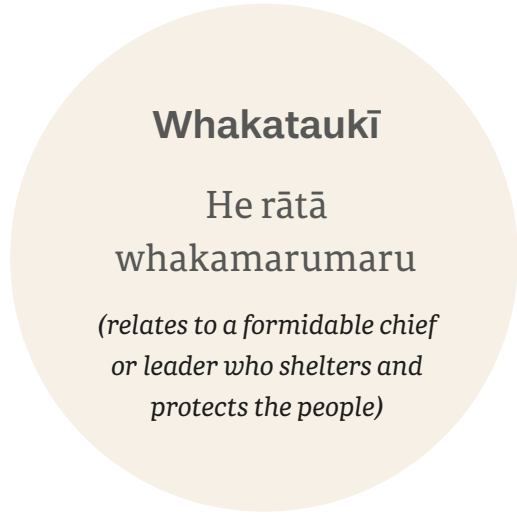 Whakataukī
He rātā
whakamarumaru
(relates to a formidable chief
or leader who shelters and
protects the people)